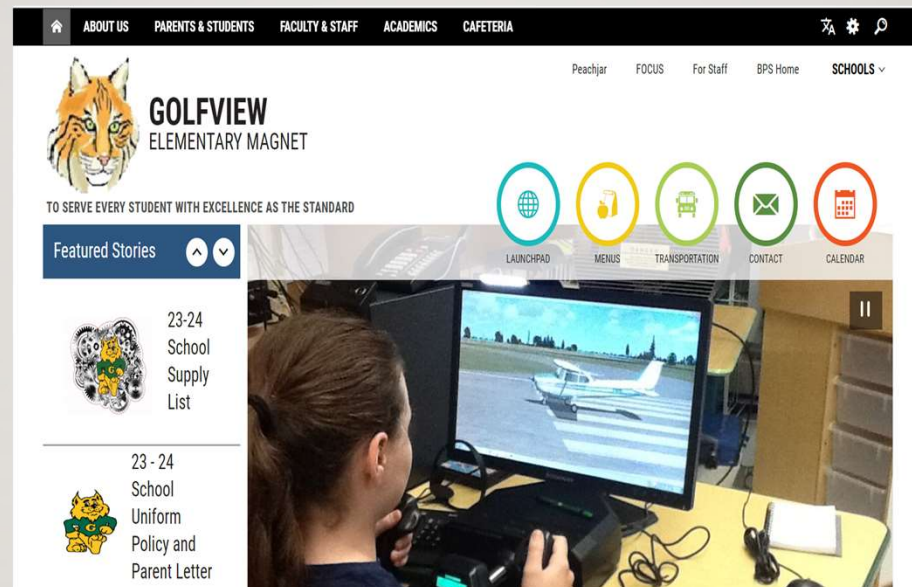 ABOUT US PARENTS & STUDENTS FACULTY & STAFF ACADEMICS CAFETERIA
Peachjar FOCUS For Staff BPS Home SCHOOLS
GOLFVIEW
ELEMENTARY MAGNET
TO SERVE EVERY STUDENT WITH EXCELLENCE AS THE STANDARD
LAUNCHPAD MENUS TRANSPORTATION CONTACT CALENDAR
Featured Stories
23-24
School
Supply
List
23 - 24
School
Uniform
Policy and
Parent Letter